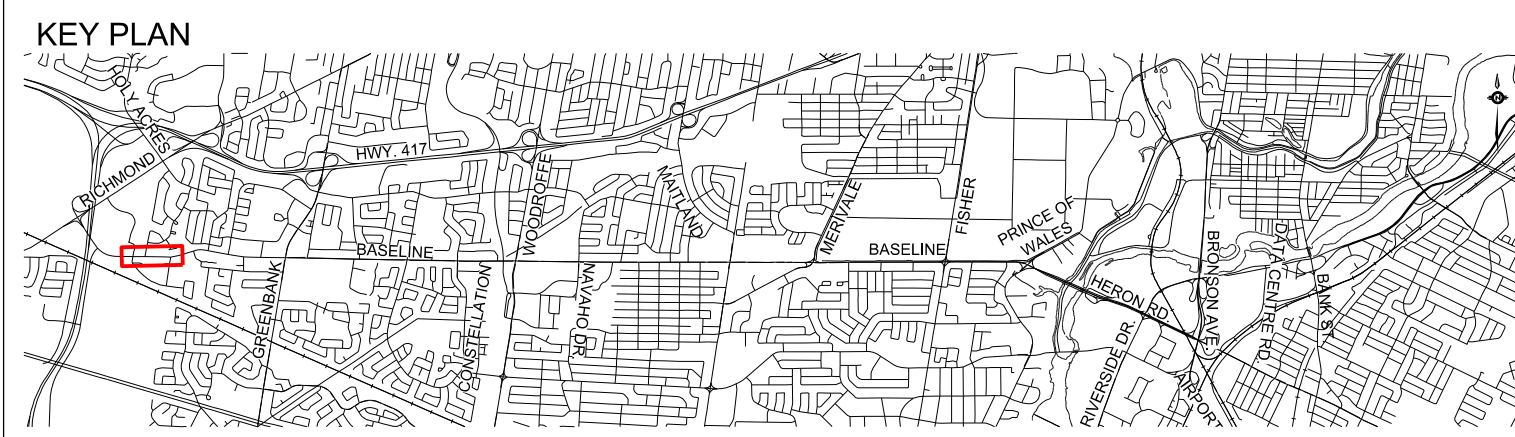 KEY PLAN
HOLY ACRES
RICHMOND
HWY. 417
WOODROFFE
MAITLAND
MERIVALE
FISHER
PRINCE OF
WALES
BASELINE
BASELINE
GREENBANK
CONSTELLATION
NAVAHO DR.
HERON RD.
RIVERSIDE DR.
AIRPORT
BRONSON AVE.
DATA CENTRE RD.
BANK ST.
N